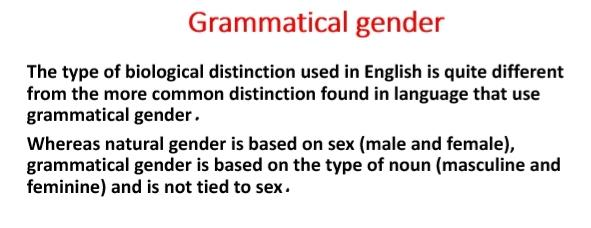 Grammatical gender
The type of biological distinction used in English is quite different
from the more common distinction found in language that use
grammatical gender.
Whereas natural gender is based on sex (male and female),
grammatical gender is based on the type of noun (masculine and
feminine) and is not tied to sex.